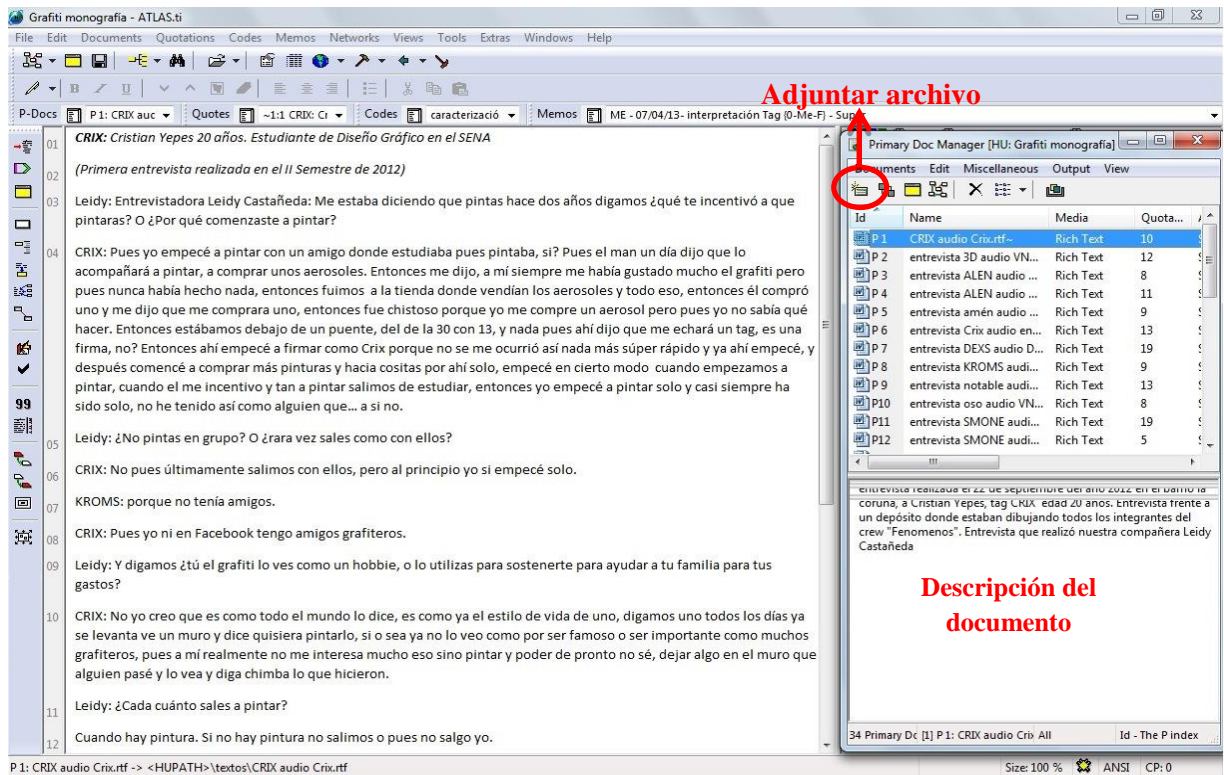 Grafiti monografía - ATLAS.ti
File Edit Documents Quotations Codes Memos Networks Views Tools Extras Windows Help
Adjuntar archivo
P-Docs P 1: CRIX auc Quotes ~1:1 CRIX: Cr Codes caracterizació Memos ME - 07/04/13- interpretación Tag {0-Me-F} - Super
01 CRIX: Cristian Yepes 20 años. Estudiante de Diseño Gráfico en el SENA
02 (Primera entrevista realizada en el II Semestre de 2012)
03 Leidy: Entrevistadora Leidy Castañeda: Me estaba diciendo que pintas hace dos años digamos ¿qué te incentivó a que
pintaras? O ¿Por qué comenzaste a pintar?
04 CRIX: Pues yo empecé a pintar con un amigo donde estudiaba pues pintaba, si? Pues el man un día dijo que lo
acompañará a pintar, a comprar unos aerosoles. Entonces me dijo, a mí siempre me había gustado mucho el grafiti pero
pues nunca había hecho nada, entonces fuimos a la tienda donde vendían los aerosoles y todo eso, entonces él compró
uno y me dijo que me comprara uno, entonces fue chistoso porque yo me compre un aerosol pero pues yo no sabía qué
hacer. Entonces estábamos debajo de un puente, del de la 30 con 13, y nada pues ahí dijo que me echará un tag, es una
firma, no? Entonces ahí empecé a firmar como Crix porque no se me ocurrió así nada más súper rápido y ya ahí empecé, y
después comencé a comprar más pinturas y hacia cositas por ahí solo, empecé en cierto modo cuando empezamos a
pintar, cuando el me incentivo y tan a pintar salimos de estudiar, entonces yo empecé a pintar solo y casi siempre ha
sido solo, no he tenido así como alguien que... a si no.
05 Leidy: ¿No pintas en grupo? O ¿rara vez sales como con ellos?
06 CRIX: No pues últimamente salimos con ellos, pero al principio yo si empecé solo.
07 KROMS: porque no tenía amigos.
08 CRIX: Pues yo ni en Facebook tengo amigos grafiteros.
09 Leidy: Y digamos ¿tú el grafiti lo ves como un hobbie, o lo utilizas para sostenerte para ayudar a tu familia para tus
gastos?
10 CRIX: No yo creo que es como todo el mundo lo dice, es como ya el estilo de vida de uno, digamos uno todos los días ya
se levanta ve un muro y dice quisiera pintarlo, si o sea ya no lo veo como por ser famoso o ser importante como muchos
grafiteros, pues a mí realmente no me interesa mucho eso sino pintar y poder de pronto no sé, dejar algo en el muro que
alguien pasé y lo vea y diga chimba lo que hicieron.
11 Leidy: ¿Cada cuánto sales a pintar?
12 Cuando hay pintura. Si no hay pintura no salimos o pues no salgo yo.
Primary Doc Manager [HU: Grafiti monografia]
Documents Edit Miscellaneous Output View
Id Name Media Quota...
P 1 CRIX audio Crix.rtf~ Rich Text 10
P 2 entrevista 3D audio VN... Rich Text 12
P 3 entrevista ALEN audio ... Rich Text 8
P 4 entrevista ALEN audio ... Rich Text 11
P 5 entrevista amén audio ... Rich Text 9
P 6 entrevista Crix audio en... Rich Text 13
P 7 entrevista DEXS audio D... Rich Text 19
P 8 entrevista KROMS audi... Rich Text 9
P 9 entrevista notable audi... Rich Text 13
P10 entrevista oso audio VN... Rich Text 8
P11 entrevista SMONE audi... Rich Text 19
P12 entrevista SMONE audi... Rich Text 5
entrevista realizada el 22 de septiembre del año 2012 en el barrio la
coruña, a Cristian Yepes, tag CRIX edad 20 anos. Entrevista frente a
un depósito donde estaban dibujando todos los integrantes del
crew "Fenomenos". Entrevista que realizó nuestra compañera Leidy
Castañeda
Descripción del
documento
34 Primary Dc [1] P 1: CRIX audio Crix All Id - The P index
P 1: CRIX audio Crix.rtf -> <HUPATH>\textos\CRIX audio Crix.rtf Size: 100 % ANSI CP: 0